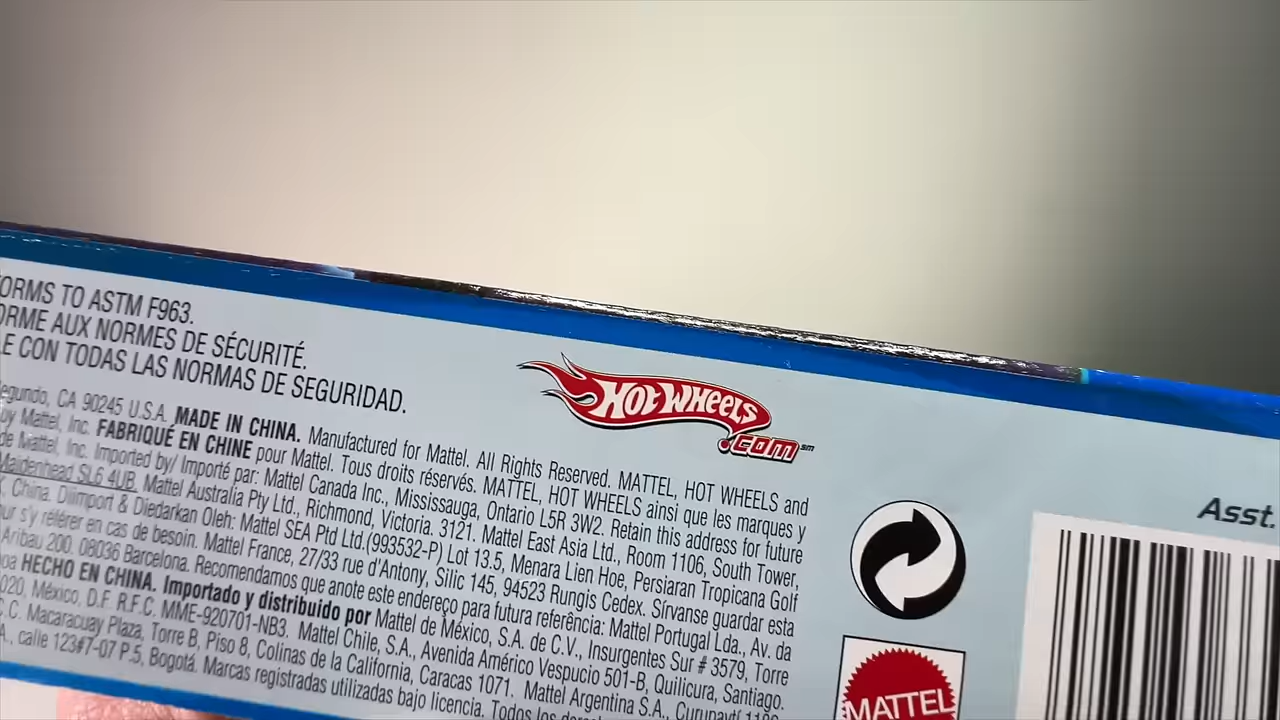 ORMS TO ASTM F963.
ORME AUX NORMES DE SÉCURITÉ.
LE CON TODAS LAS NORMAS DE SEGURIDAD.
HOT WHEELS
.COM℠
egundo, CA 90245 U.S.A. MADE IN CHINA. Manufactured for Mattel. All Rights Reserved. MATTEL, HOT WHEELS and
by Mattel, Inc. FABRIQUÉ EN CHINE pour Mattel. Tous droits réservés. MATTEL, HOT WHEELS ainsi que les marques y
de Mattel, Inc. Imported by/ Importé par: Mattel Canada Inc., Mississauga, Ontario L5R 3W2. Retain this address for future
Maidenhead SL6 4UB. Mattel Australia Pty Ltd., Richmond, Victoria. 3121. Mattel East Asia Ltd., Room 1106, South Tower,
China. Diimport & Diedarkan Oleh: Mattel SEA Ptd Ltd.(993532-P) Lot 13.5, Menara Lien Hoe, Persiaran Tropicana Golf
our s'y référer en cas de besoin. Mattel France, 27/33 rue d'Antony, Silic 145, 94523 Rungis Cedex. Sírvanse guardar esta
Aribau 200. 08036 Barcelona. Recomendamos que anote este endereço para futura referência: Mattel Portugal Lda., Av. da
HECHO EN CHINA. Importado y distribuido por Mattel de México, S.A. de C.V., Insurgentes Sur # 3579, Torre
020, México, D.F. R.F.C. MME-920701-NB3. Mattel Chile, S.A., Avenida Américo Vespucio 501-B, Quilicura, Santiago.
C.C. Macaracuay Plaza, Torre B, Piso 8, Colinas de la California, Caracas 1071. Mattel Argentina S.A., Curupaytí
A., calle 123#7-07 P.5, Bogotá. Marcas registradas utilizadas bajo licencia. Todos los
Asst.
MATTEL